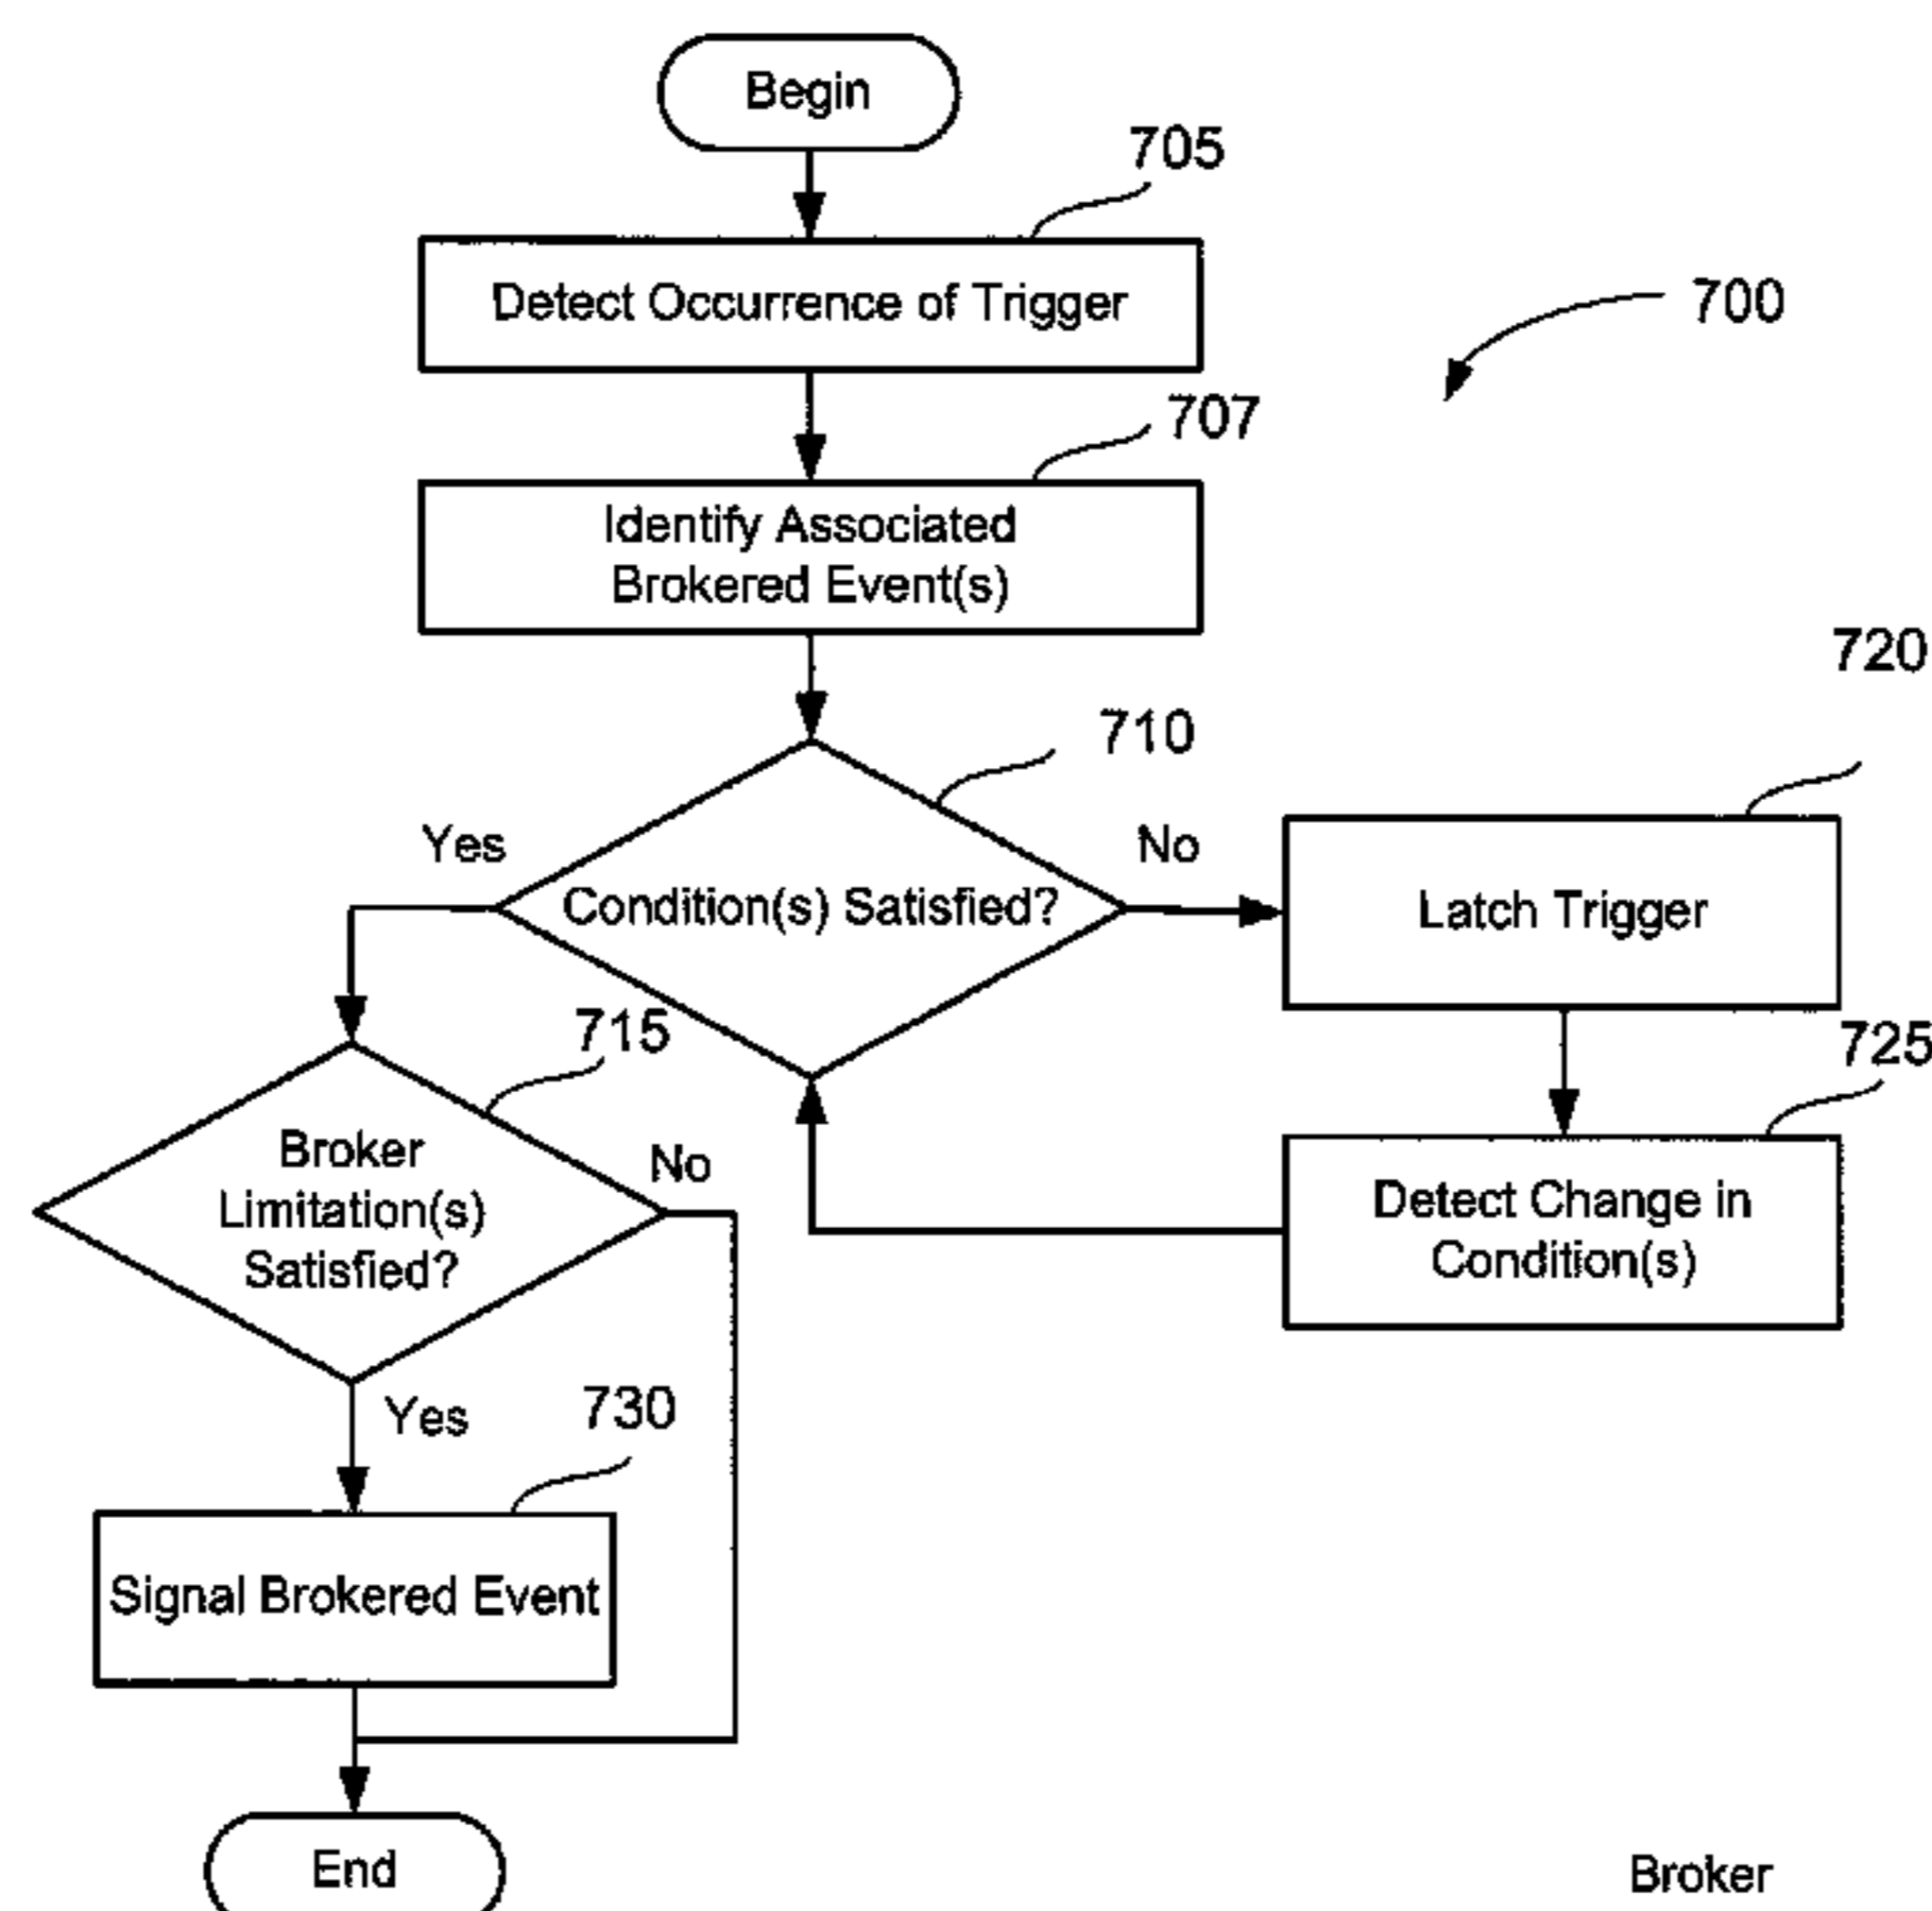 Begin
705
Detect Occurrence of Trigger
700
707
Identify Associated
Brokered Event(s)
720
710
Yes
No
Condition(s) Satisfied?
Latch Trigger
715
725
Broker
Limitation(s)
Satisfied?
No
Detect Change in
Condition(s)
Yes
730
Signal Brokered Event
End
Broker